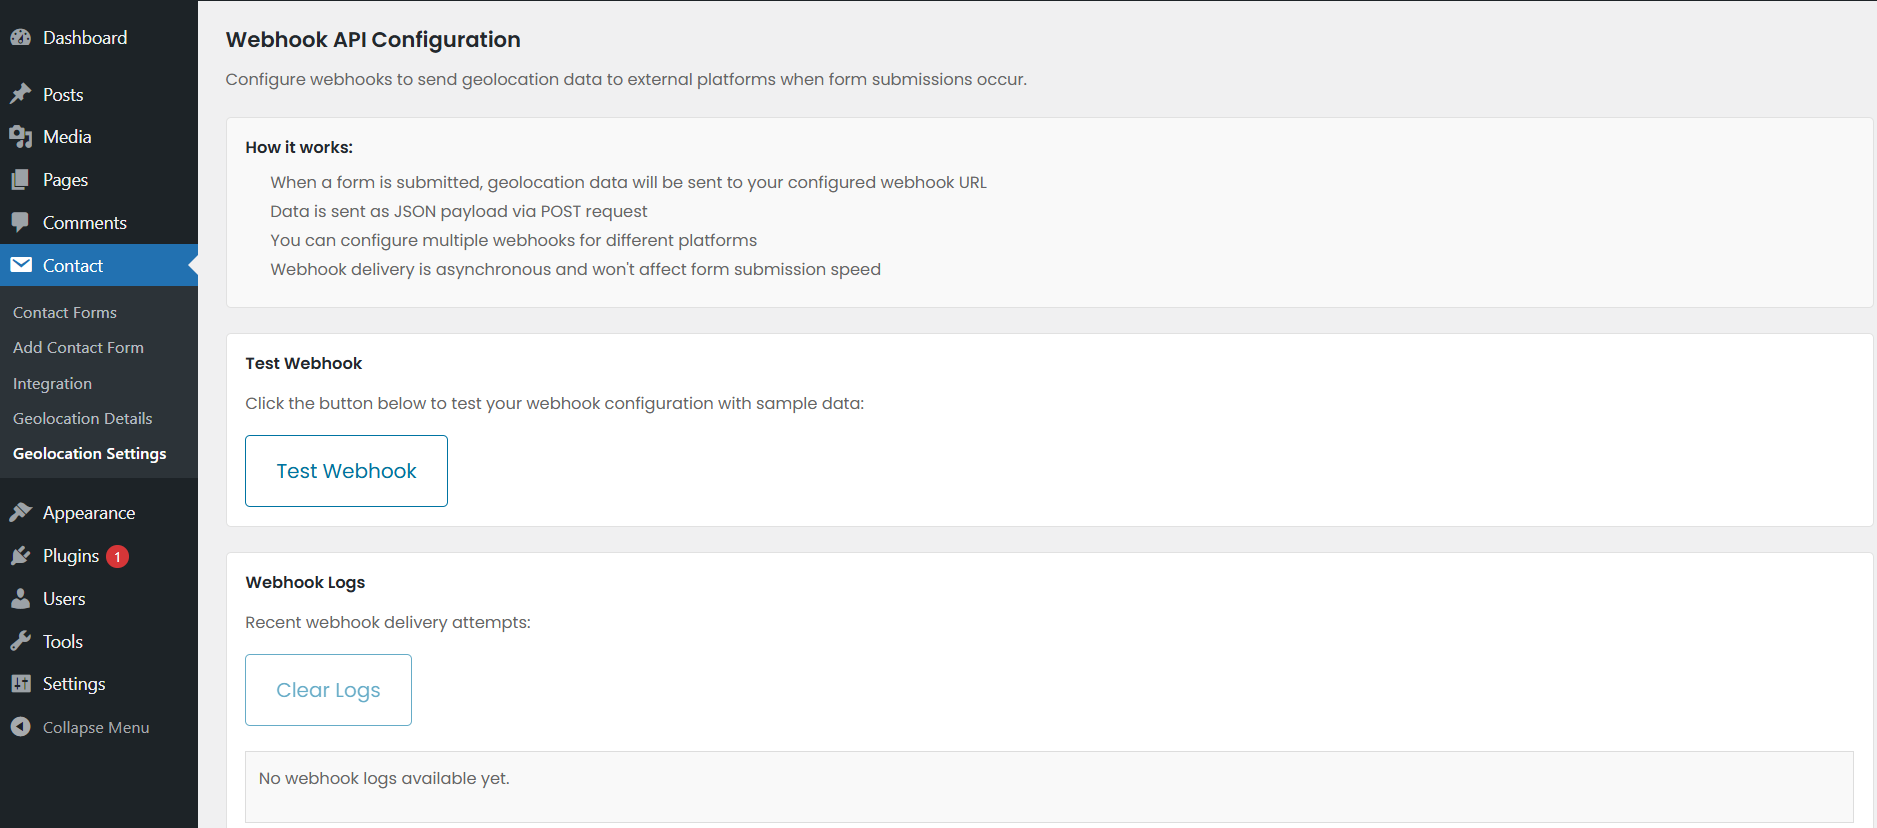 Dashboard
Posts
Media
Pages
Comments
Contact
Contact Forms
Add Contact Form
Integration
Geolocation Details
Geolocation Settings
Appearance
Plugins 1
Users
Tools
Settings
Collapse Menu
Webhook API Configuration
Configure webhooks to send geolocation data to external platforms when form submissions occur.
How it works:
When a form is submitted, geolocation data will be sent to your configured webhook URL
Data is sent as JSON payload via POST request
You can configure multiple webhooks for different platforms
Webhook delivery is asynchronous and won't affect form submission speed
Test Webhook
Click the button below to test your webhook configuration with sample data:
Test Webhook
Webhook Logs
Recent webhook delivery attempts:
Clear Logs
No webhook logs available yet.